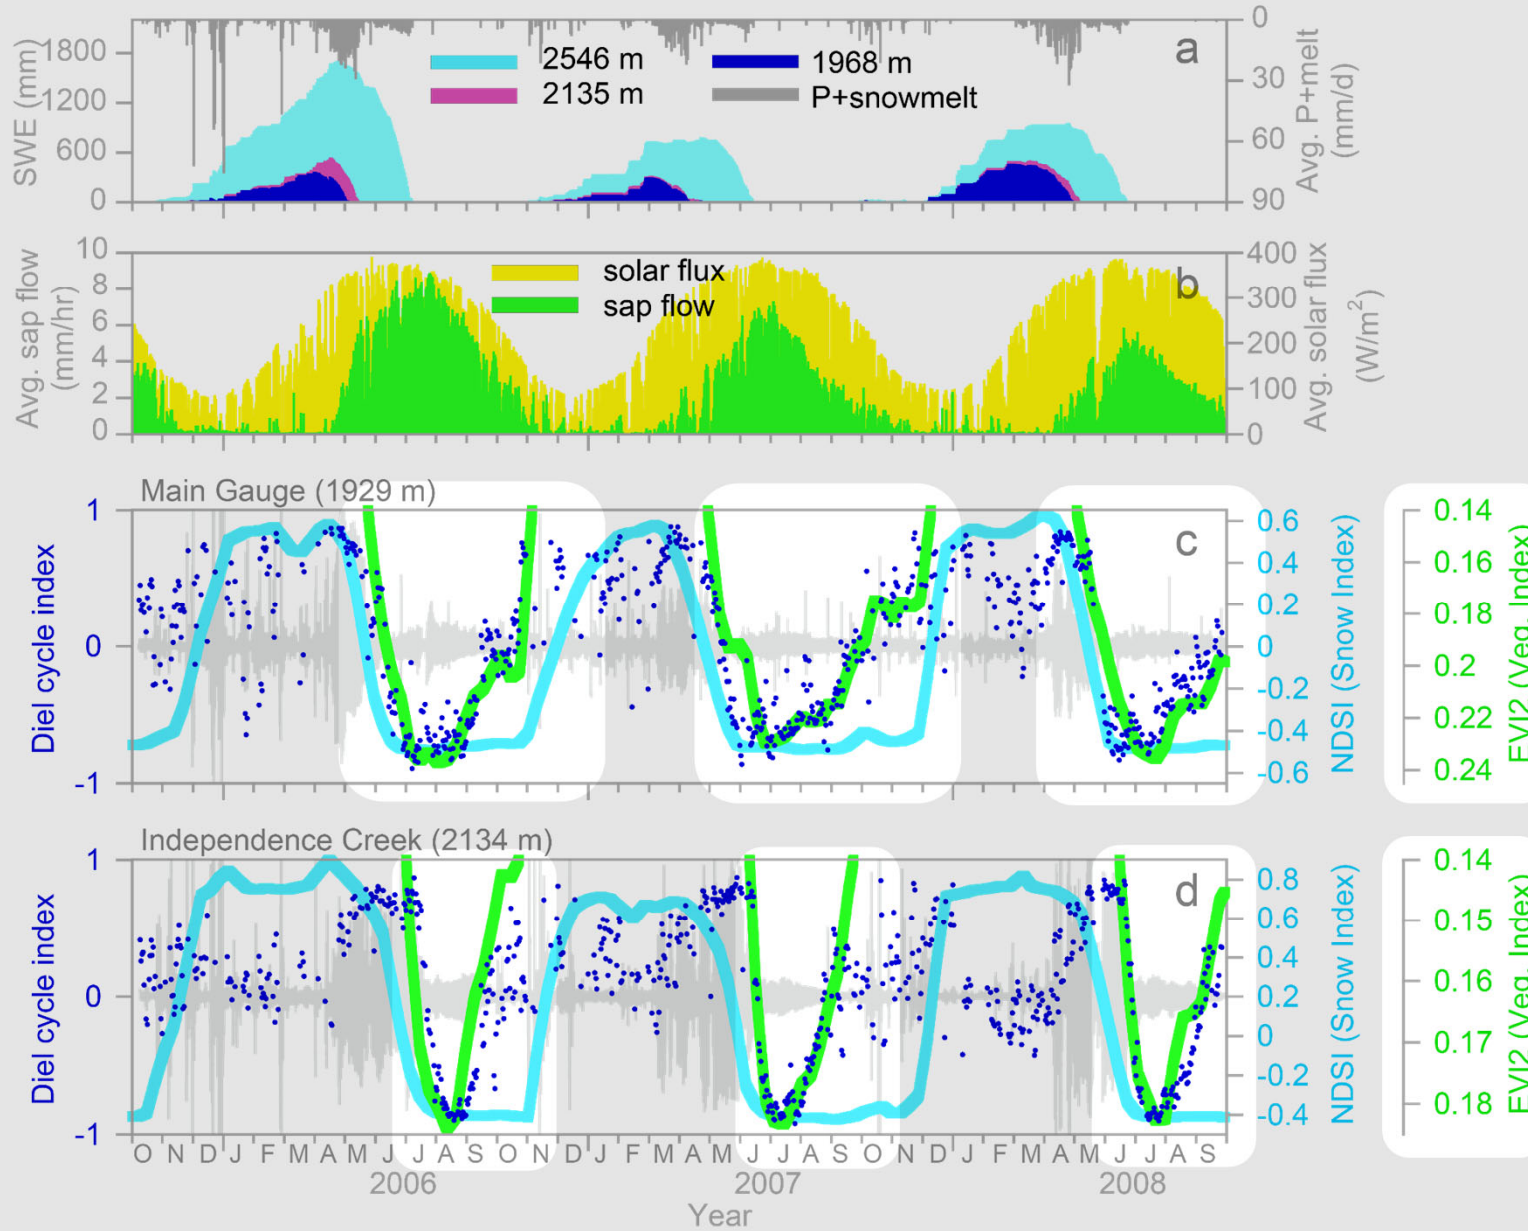 SWE (mm)
1800
1200
600
0
2546 m
2135 m
1968 m
P+snowmelt
a
0
30
60
90
Avg. P+melt
(mm/d)
Avg. sap flow
(mm/hr)
10
8
6
4
2
0
solar flux
sap flow
b
400
300
200
100
0
Avg. solar flux
(W/m²)
Main Gauge (1929 m)
Diel cycle index
1
0
-1
c
0.6
0.4
0.2
0
-0.2
-0.4
-0.6
NDSI (Snow Index)
0.14
0.16
0.18
0.2
0.22
0.24
EVI2 (Veg. Index)
Independence Creek (2134 m)
Diel cycle index
1
0
-1
d
0.8
0.6
0.4
0.2
0
-0.2
-0.4
NDSI (Snow Index)
0.14
0.15
0.16
0.17
0.18
EVI2 (Veg. Index)
O N D J F M A M J J A S O N D J F M A M J J A S O N D J F M A M J J A S
2006 2007 2008
Year